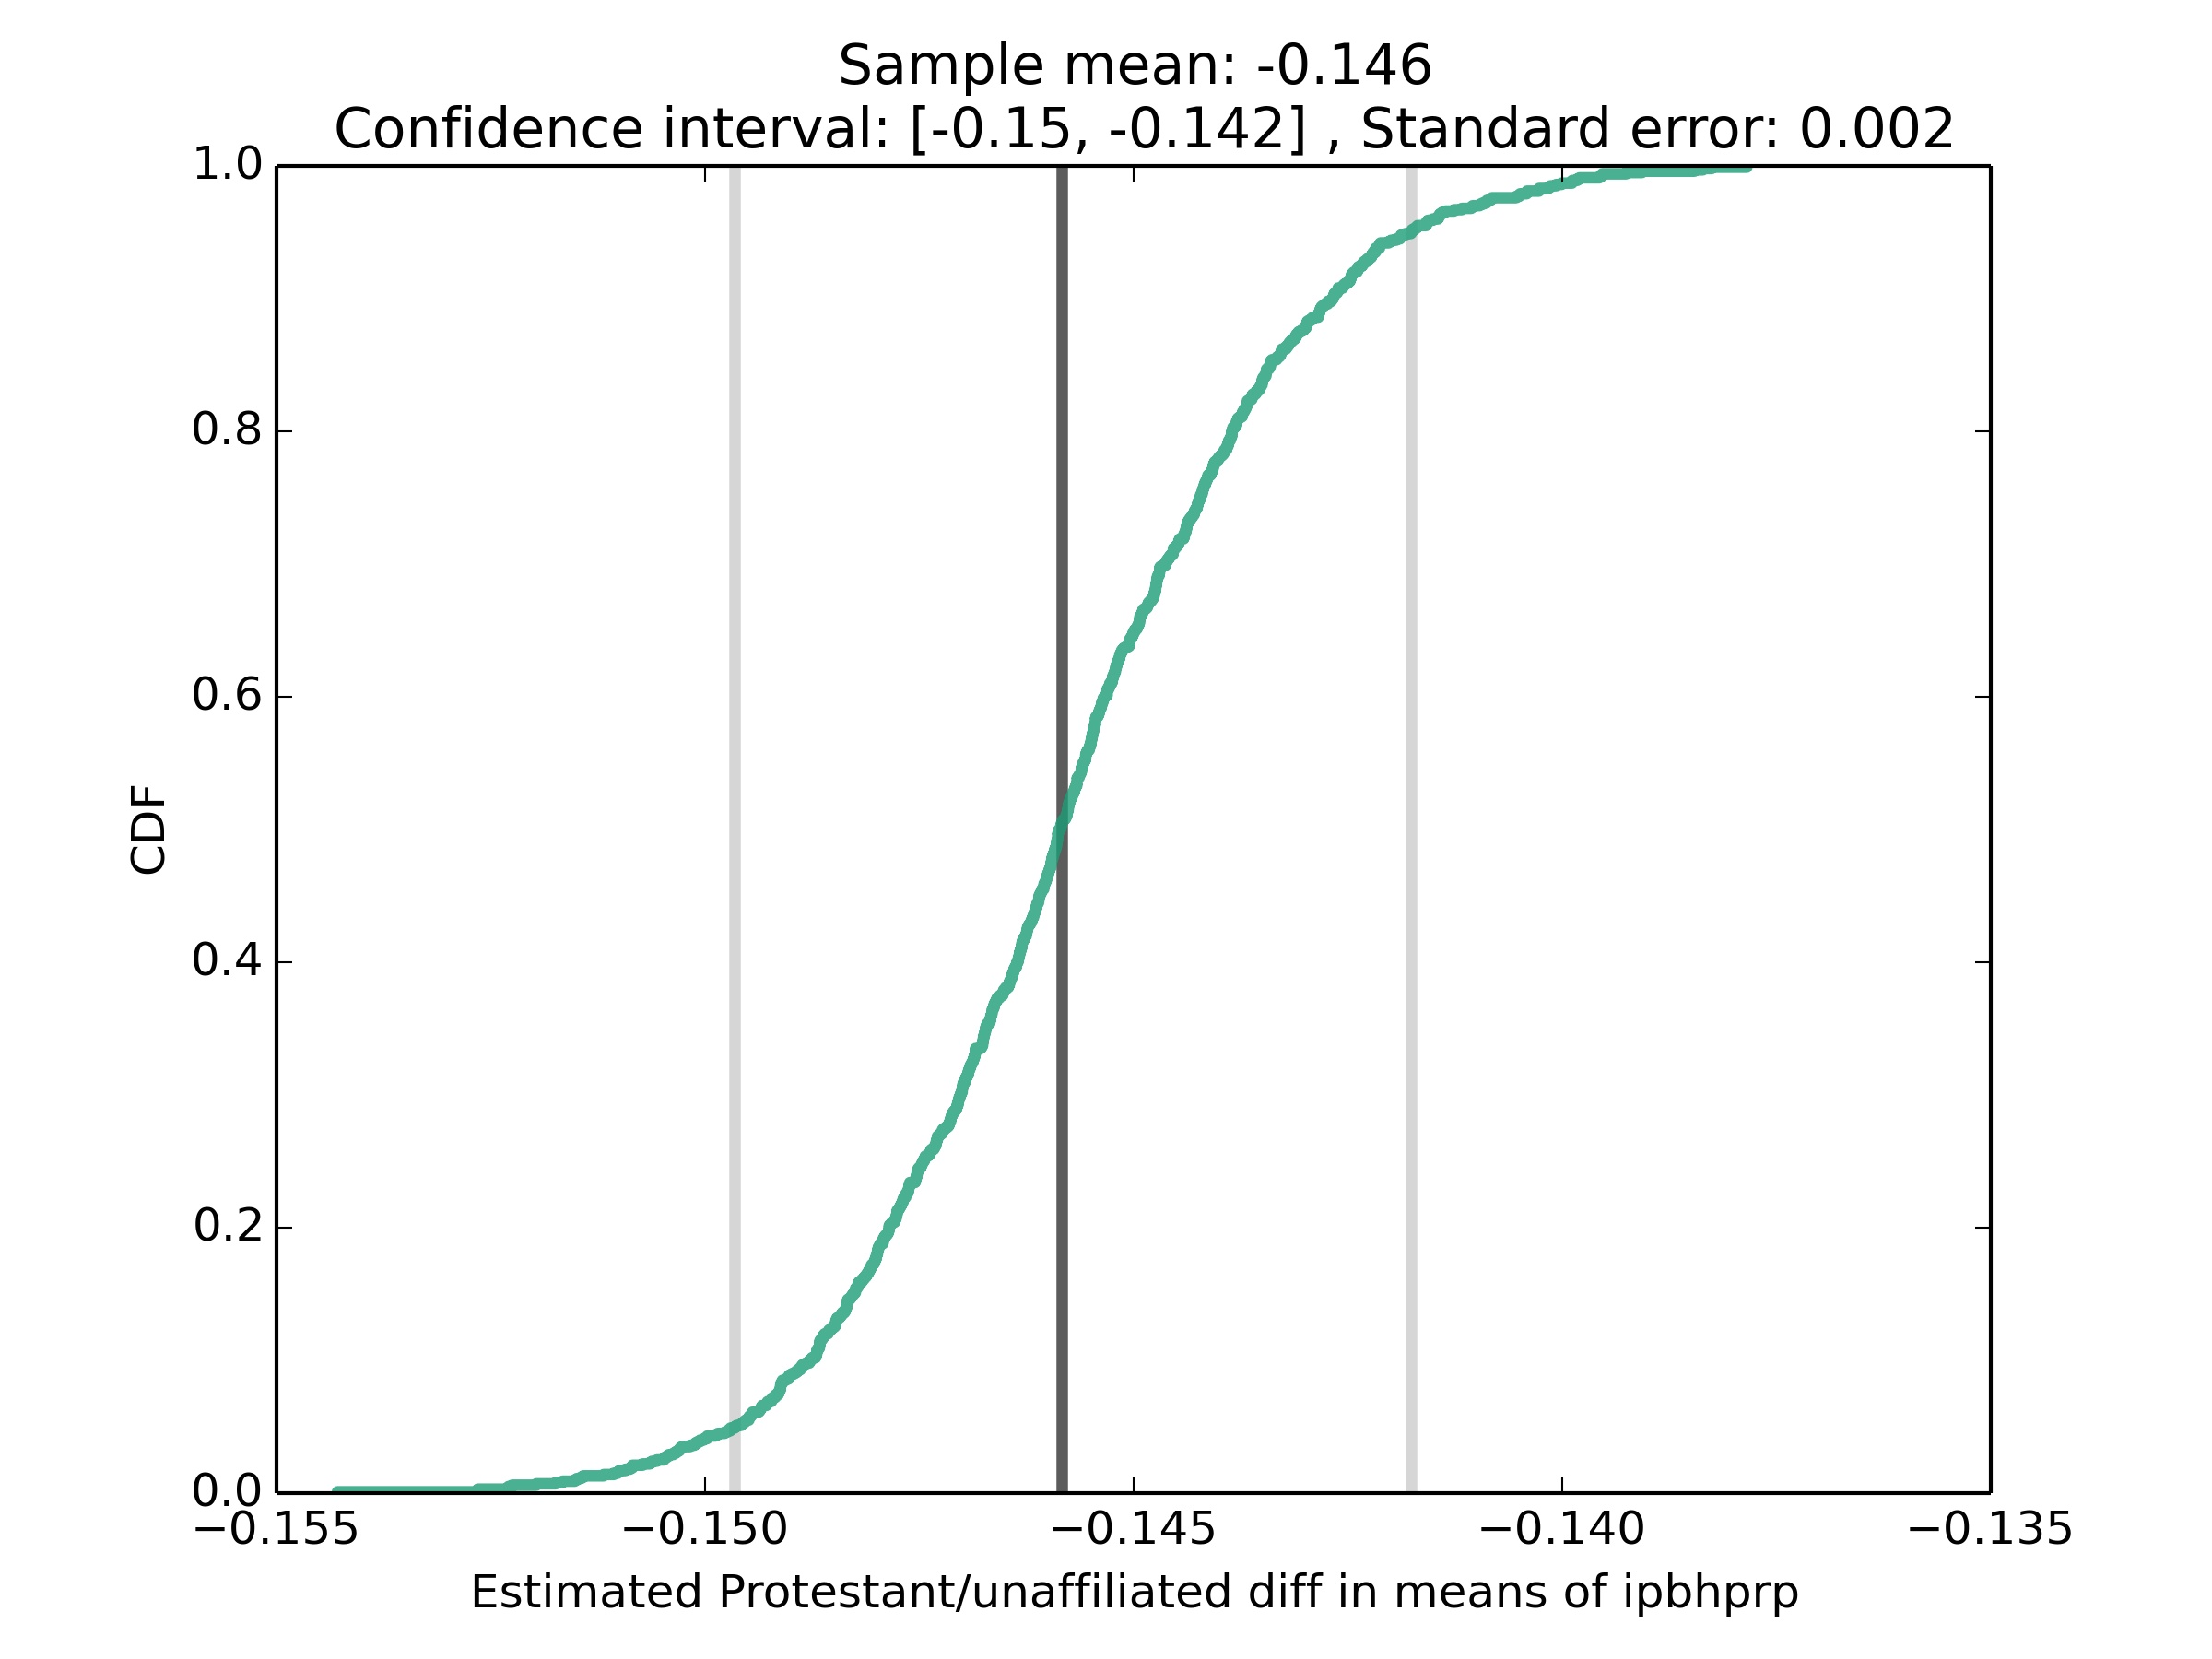 Sample mean: -0.146
Confidence interval: [-0.15, -0.142] , Standard error: 0.002
1.0
0.8
0.6
0.4
0.2
0.0
CDF
−0.155 −0.150 −0.145 −0.140 −0.135
Estimated Protestant/unaffiliated diff in means of ipbhprp